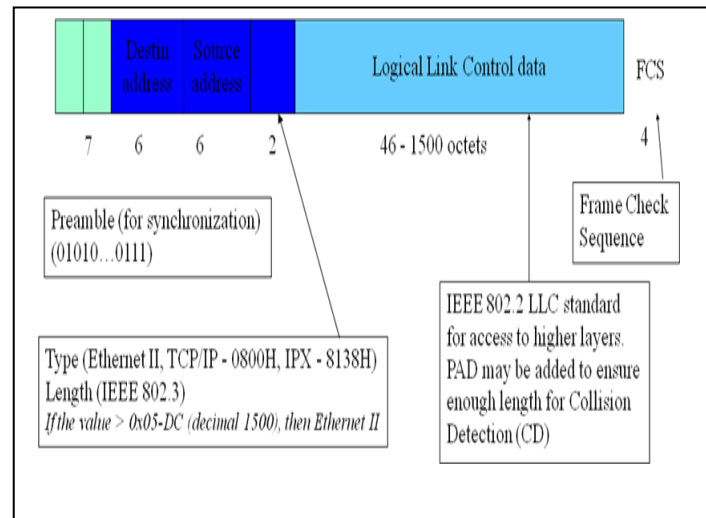 Destin address
Source address
Logical Link Control data
FCS
7
6
6
2
46 - 1500 octets
4
Preamble (for synchronization)
(01010…0111)
Frame Check
Sequence
Type (Ethernet II, TCP/IP - 0800H, IPX - 8138H)
Length (IEEE 802.3)
If the value > 0x05-DC (decimal 1500), then Ethernet II
IEEE 802.2 LLC standard
for access to higher layers.
PAD may be added to ensure
enough length for Collision
Detection (CD)